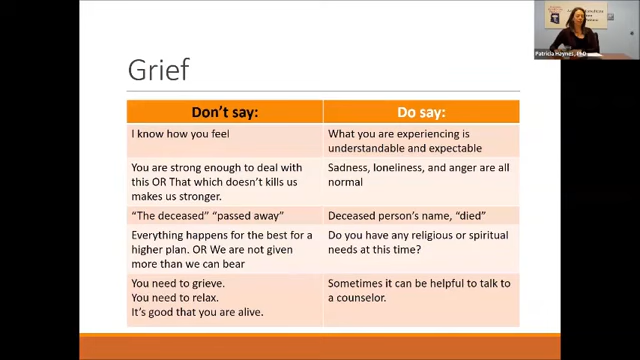 Grief
Don't say:
Do say:
I know how you feel
What you are experiencing is
understandable and expectable
You are strong enough to deal with
this OR That which doesn't kills us
makes us stronger.
Sadness, loneliness, and anger are all
normal
"The deceased" "passed away"
Deceased person's name, "died"
Everything happens for the best for a
higher plan. OR We are not given
more than we can bear
Do you have any religious or spiritual
needs at this time?
You need to grieve.
You need to relax.
It's good that you are alive.
Sometimes it can be helpful to talk to
a counselor.
Patricia Haynes, PhD